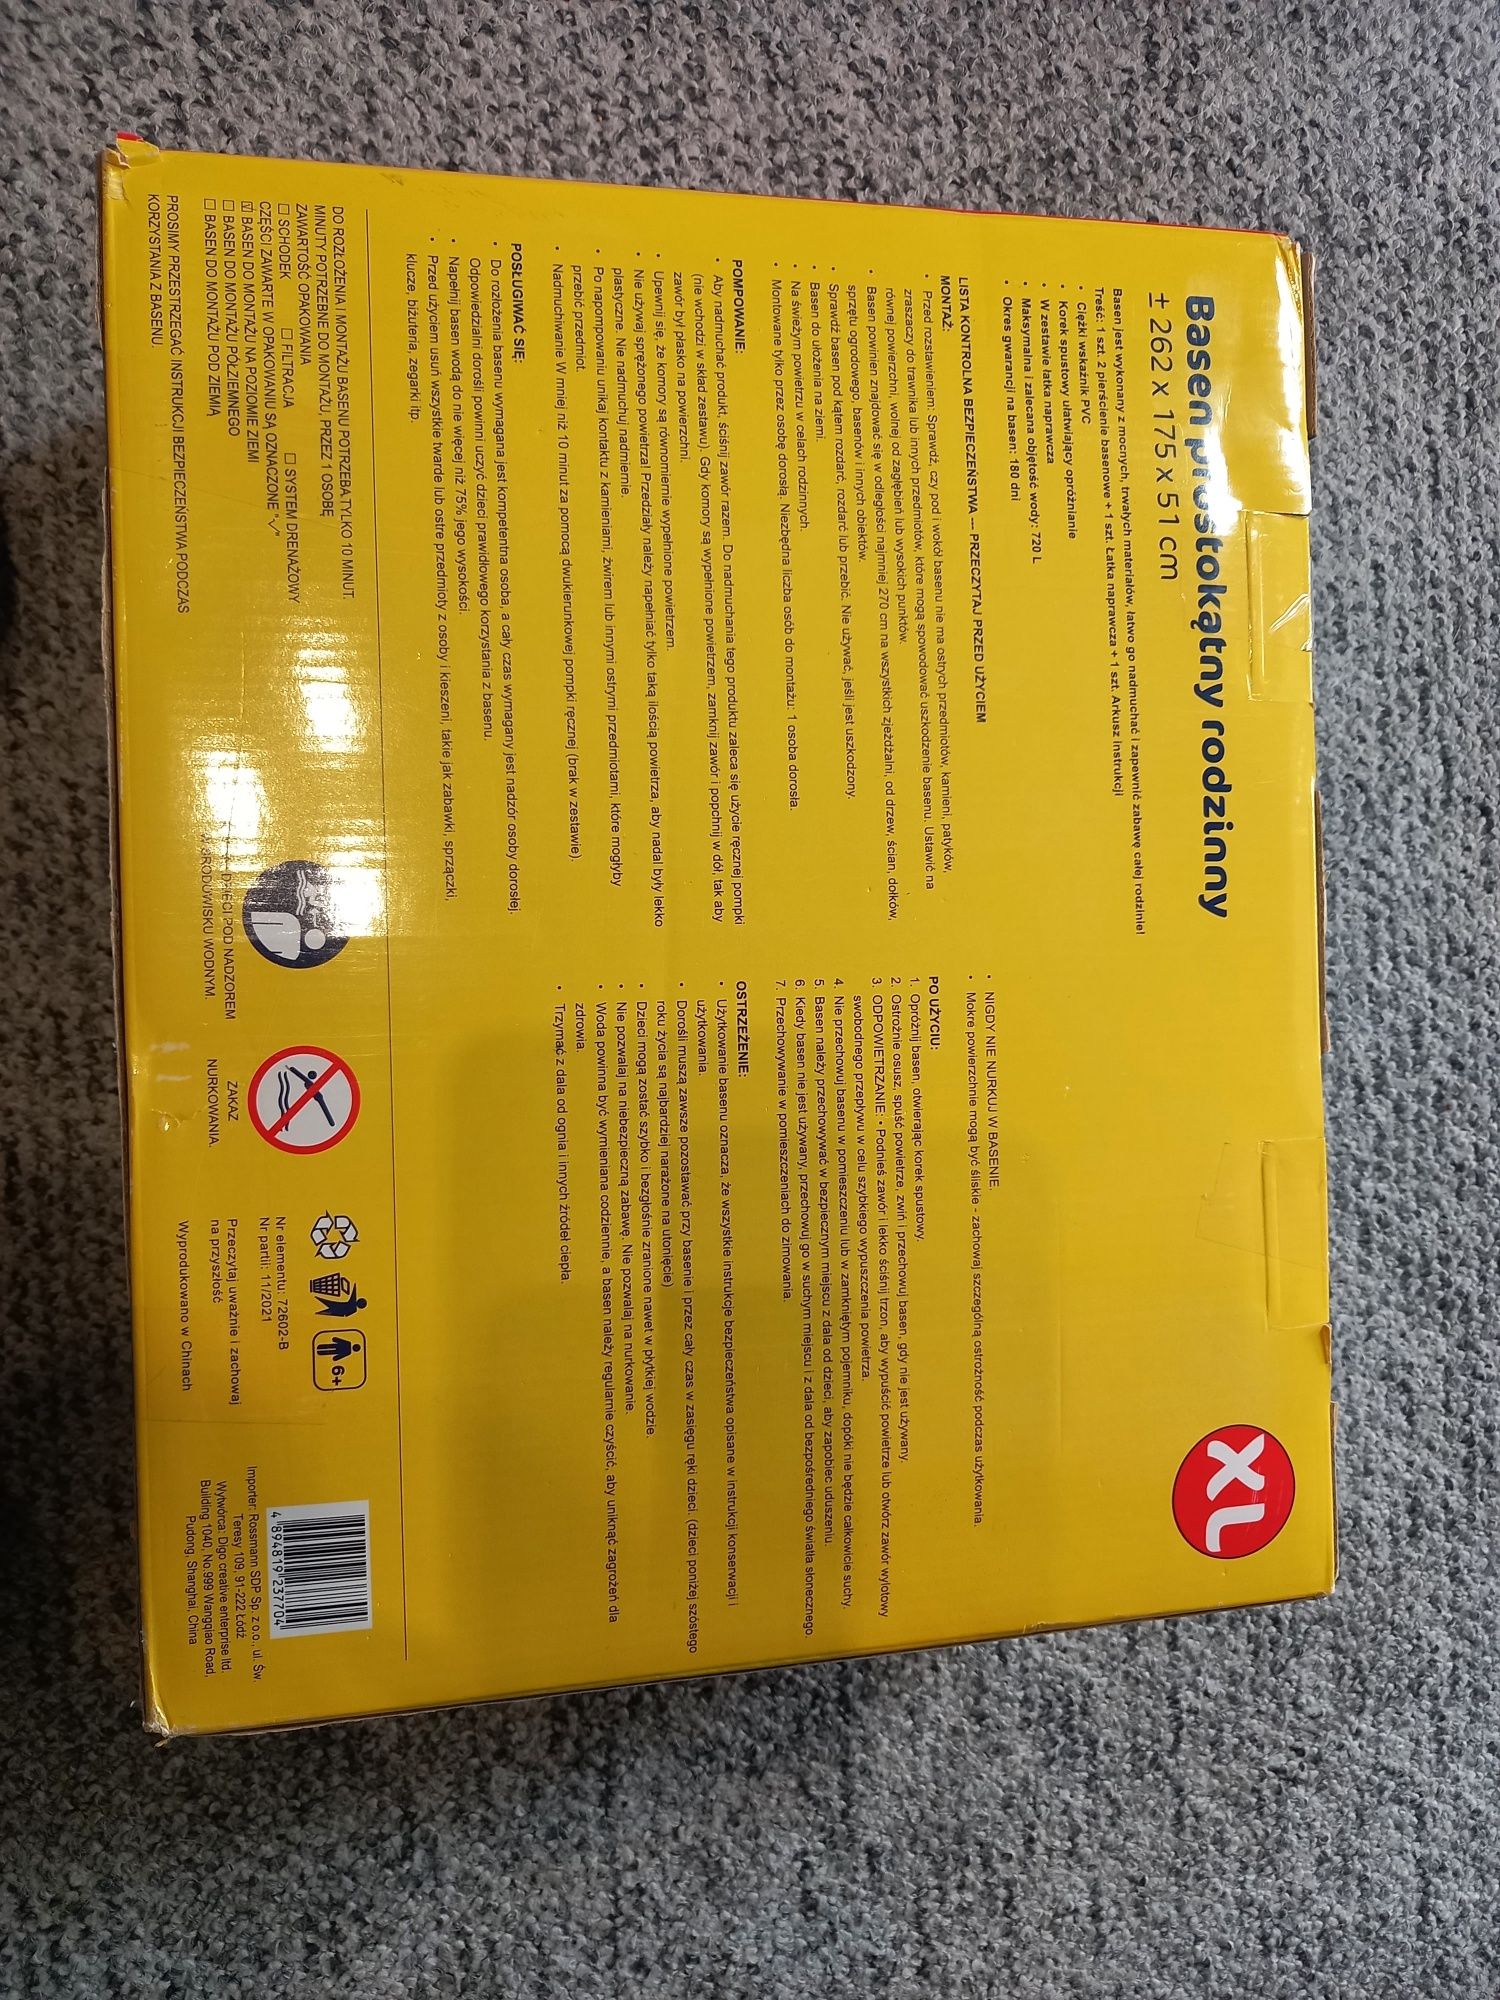 Basen prostokątny rodzinny
± 262 x 175 x 51 cm
XL
Basen jest wykonany z mocnych, trwałych materiałów, łatwo go nadmuchać i zapewnić zabawę całej rodzinie!
Treść: 1 szt. 2 pierścienie basenowe + 1 szt. Łatka naprawcza + 1 szt. Arkusz instrukcji
• Ciężki wskaźnik PVC
• Korek spustowy ułatwiający opróżnianie
• W zestawie łatka naprawcza
• Maksymalna i zalecana objętość wody: 720 L
• Okres gwarancji na basen: 180 dni
LISTA KONTROLNA BEZPIECZEŃSTWA --- PRZECZYTAJ PRZED UŻYCIEM
MONTAŻ:
• Przed rozstawieniem: Sprawdź, czy pod i wokół basenu nie ma ostrych przedmiotów, kamieni, patyków,
zraszaczy do trawnika lub innych przedmiotów, które mogą spowodować uszkodzenie basenu. Ustawić na
równej powierzchni, wolnej od zagłębień lub wysokich punktów.
• Basen powinien znajdować się w odległości najmniej 270 cm na wszystkich zjeżdżalni, od drzew, ścian, dołków,
sprzętu ogrodowego, basenów i innych obiektów.
• Sprawdź basen pod kątem rozdarć, rozdarć lub przebić. Nie używać, jeśli jest uszkodzony.
• Basen do ułożenia na ziemi.
• Na świeżym powietrzu w celach rodzinnych.
• Montowane tylko przez osobę dorosłą. Niezbędna liczba osób do montażu: 1 osoba dorosła.
POMPOWANIE:
• Aby nadmuchać produkt, ściśnij zawór razem. Do nadmuchania tego produktu zaleca się użycie ręcznej pompki
(nie wchodzi w skład zestawu). Gdy komory są wypełnione powietrzem, zamknij zawór i popchnij w dół, tak aby
zawór był płasko na powierzchni.
• Upewnij się, że komory są równomiernie wypełnione powietrzem.
• Nie używaj sprężonego powietrza! Przedziały należy napełniać tylko taką ilością powietrza, aby nadal były lekko
plastyczne. Nie nadmuchuj nadmiernie.
• Po napompowaniu unikaj kontaktu z kamieniami, żwirem lub innymi ostrymi przedmiotami, które mogłyby
przebić przedmiot.
• Nadmuchiwanie W mniej niż 10 minut za pomocą dwukierunkowej pompki ręcznej (brak w zestawie).
POSŁUGIWAĆ SIĘ:
• Do rozłożenia basenu wymagana jest kompetentna osoba, a cały czas wymagany jest nadzór osoby dorosłej.
Odpowiedzialni dorośli powinni uczyć dzieci prawidłowego korzystania z basenu.
• Napełnij basen wodą do nie więcej niż 75% jego wysokości.
• Przed użyciem usuń wszystkie twarde lub ostre przedmioty z osoby i kieszeni, takie jak zabawki, sprzączki,
klucze, biżuteria, zegarki itp.
• NIGDY NIE NURKUJ W BASENIE.
• Mokre powierzchnie mogą być śliskie - zachowaj szczególną ostrożność podczas użytkowania.
PO UŻYCIU:
1. Opróżnij basen, otwierając korek spustowy.
2. Ostrożnie osusz, spuść powietrze, zwiń i przechowuj basen, gdy nie jest używany.
3. ODPOWIETRZANIE: • Podnieś zawór i lekko ściśnij trzon, aby wypuścić powietrze lub otwórz zawór wylotowy
swobodnego przepływu w celu szybkiego wypuszczenia powietrza.
4. Nie przechowuj basenu w pomieszczeniu lub w zamkniętym pojemniku, dopóki nie będzie całkowicie suchy.
5. Basen należy przechowywać w bezpiecznym miejscu z dala od dzieci, aby zapobiec uduszeniu.
6. Kiedy basen nie jest używany, przechowuj go w suchym miejscu i z dala od bezpośredniego światła słonecznego.
7. Przechowywanie w pomieszczeniach do zimowania.
OSTRZEŻENIE:
• Użytkowanie basenu oznacza, że wszystkie instrukcje bezpieczeństwa opisane w instrukcji konserwacji i
użytkowania.
• Dorośli muszą zawsze pozostawać przy basenie i przez cały czas w zasięgu ręki dzieci. (dzieci poniżej szóstego
roku życia są najbardziej narażone na utonięcie)
• Dzieci mogą zostać szybko i bezgłośnie zranione nawet w płytkiej wodzie.
• Nie pozwalaj na niebezpieczną zabawę. Nie pozwalaj na nurkowanie.
• Woda powinna być wymieniana codziennie, a basen należy regularnie czyścić, aby uniknąć zagrożeń dla
zdrowia.
• Trzymać z dala od ognia i innych źródeł ciepła.
DO ROZŁOŻENIA I MONTAŻU BASENU POTRZEBA TYLKO 10 MINUT.
MINUTY POTRZEBNE DO MONTAŻU, PRZEZ 1 OSOBĘ
ZAWARTOŚĆ OPAKOWANIA
☐ SCHODEK ☐ FILTRACJA ☐ SYSTEM DRENAŻOWY
CZĘŚCI ZAWARTE W OPAKOWANIU SĄ OZNACZONE "✓"
☑ BASEN DO MONTAŻU NA POZIOMIE ZIEMI
☐ BASEN DO MONTAŻU PÓŁZIEMNEGO
☐ BASEN DO MONTAŻU POD ZIEMIĄ
PROSIMY PRZESTRZEGAĆ INSTRUKCJI BEZPIECZEŃSTWA PODCZAS
KORZYSTANIA Z BASENU.
DZIECI POD NADZOREM
W ŚRODOWISKU WODNYM.
ZAKAZ
NURKOWANIA
6+
Nr elementu: 72602-B
Nr partii: 11/2021
Przeczytaj uważnie i zachowaj
na przyszłość
Wyprodukowano w Chinach
4 894819 237704
Importer: Rossmann SDP Sp. z o.o., ul. Św.
Teresy 109, 91-222 Łódź
Wytwórca: Digo creative enterprise ltd.
Building 1040, No.999 Wangqiao Road,
Pudong, Shanghai, China